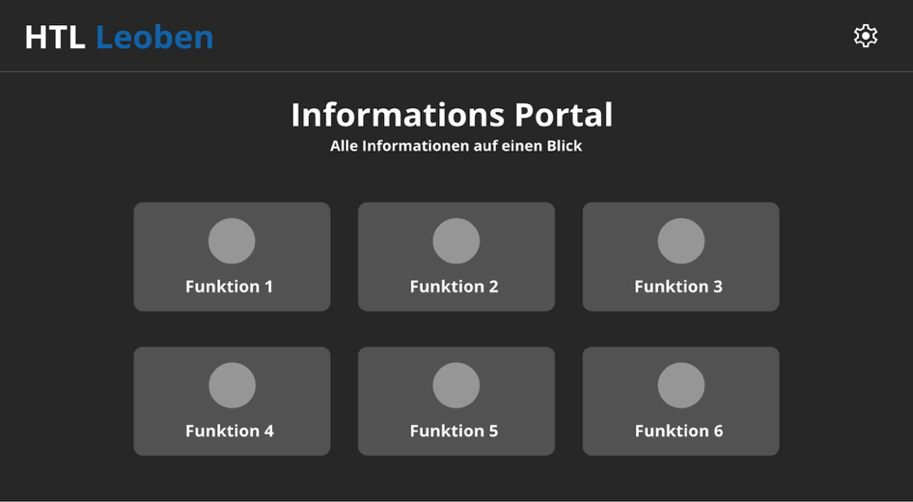 HTL Leoben
Informations Portal
Alle Informationen auf einen Blick
Funktion 1
Funktion 2
Funktion 3
Funktion 4
Funktion 5
Funktion 6